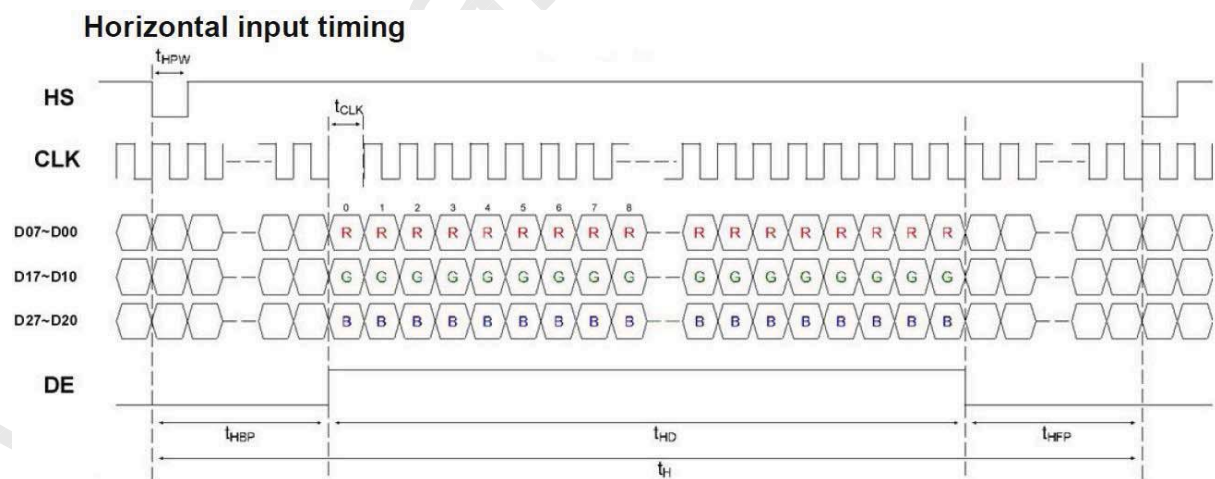 Horizontal input timing
tHPW
HS
tCLK
CLK
0 1 2 3 4 5 6 7 8
D07~D00 R R R R R R R R R R R R R R R R R
D17~D10 G G G G G G G G G G G G G G G G G
D27~D20 B B B B B B B B B B B B B B B B B
DE
tHBP tHD tHFP
tH